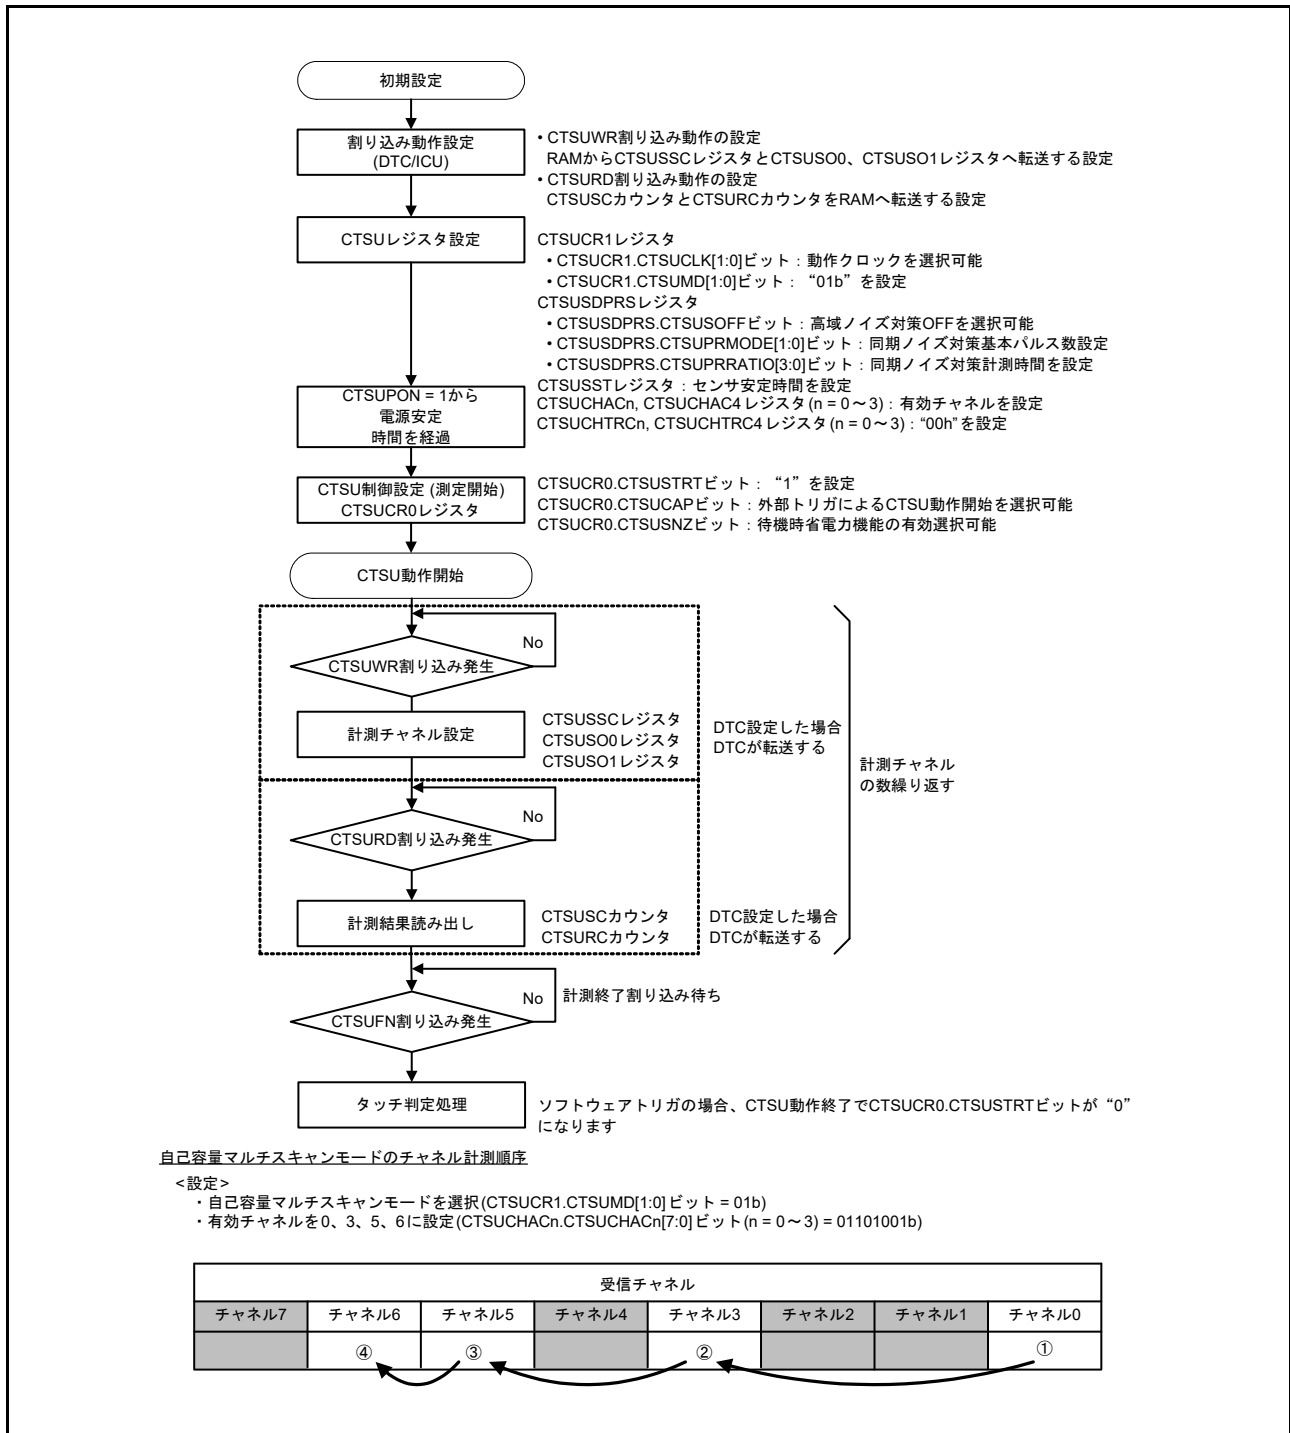 初期設定
割り込み動作設定
(DTC/ICU)
• CTSUWR割り込み動作の設定
RAMからCTSUSSCレジスタとCTSUSO0、CTSUSO1レジスタへ転送する設定
• CTSURD割り込み動作の設定
CTSUSCカウンタとCTSURCカウンタをRAMへ転送する設定
CTSUレジスタ設定
CTSUCR1レジスタ
• CTSUCR1.CTSUCLK[1:0]ビット：動作クロックを選択可能
• CTSUCR1.CTSUMD[1:0]ビット：“01b”を設定
CTSUSDPRSレジスタ
• CTSUSDPRS.CTSUSOFFビット：高域ノイズ対策OFFを選択可能
• CTSUSDPRS.CTSUPRMODE[1:0]ビット：同期ノイズ対策基本パルス数設定
• CTSUSDPRS.CTSUPRRATIO[3:0]ビット：同期ノイズ対策計測時間を設定
CTSUSSTレジスタ：センサ安定時間を設定
CTSUCHACn, CTSUCHAC4レジスタ(n = 0～3)：有効チャネルを設定
CTSUCHTRCn, CTSUCHTRC4レジスタ(n = 0～3)：“00h”を設定
CTSUPON = 1から
電源安定
時間を経過
CTSU制御設定 (測定開始)
CTSUCR0レジスタ
CTSUCR0.CTSUSTRTビット：“1”を設定
CTSUCR0.CTSUCAPビット：外部トリガによるCTSU動作開始を選択可能
CTSUCR0.CTSUSNZビット：待機時省電力機能の有効選択可能
CTSU動作開始
No
CTSUWR割り込み発生
計測チャネル設定
CTSUSSCレジスタ
CTSUSO0レジスタ
CTSUSO1レジスタ
DTC設定した場合
DTCが転送する
計測チャネル
の数繰り返す
No
CTSURD割り込み発生
計測結果読み出し
CTSUSCカウンタ
CTSURCカウンタ
DTC設定した場合
DTCが転送する
No
計測終了割り込み待ち
CTSUFN割り込み発生
タッチ判定処理
ソフトウェアトリガの場合、CTSU動作終了でCTSUCR0.CTSUSTRTビットが“0”
になります
自己容量マルチスキャンモードのチャネル計測順序
<設定>
・自己容量マルチスキャンモードを選択(CTSUCR1.CTSUMD[1:0]ビット = 01b)
・有効チャネルを0、3、5、6に設定(CTSUCHACn.CTSUCHACn[7:0]ビット(n = 0～3) = 01101001b)
受信チャネル
チャネル7 チャネル6 チャネル5 チャネル4 チャネル3 チャネル2 チャネル1 チャネル0
④ ③ ② ①